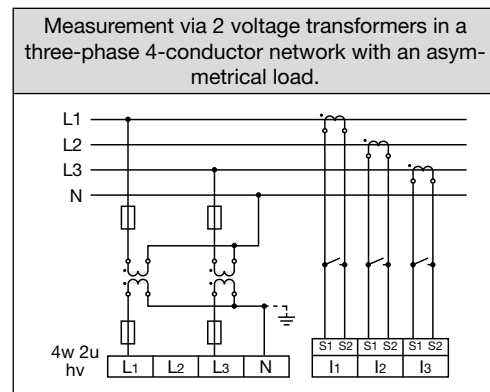 Measurement via 2 voltage transformers in a
three-phase 4-conductor network with an asym-
metrical load.
L1
L2
L3
N
S1 S2 S1 S2 S1 S2
4w 2u
hv
L1 L2 L3 N I1 I2 I3